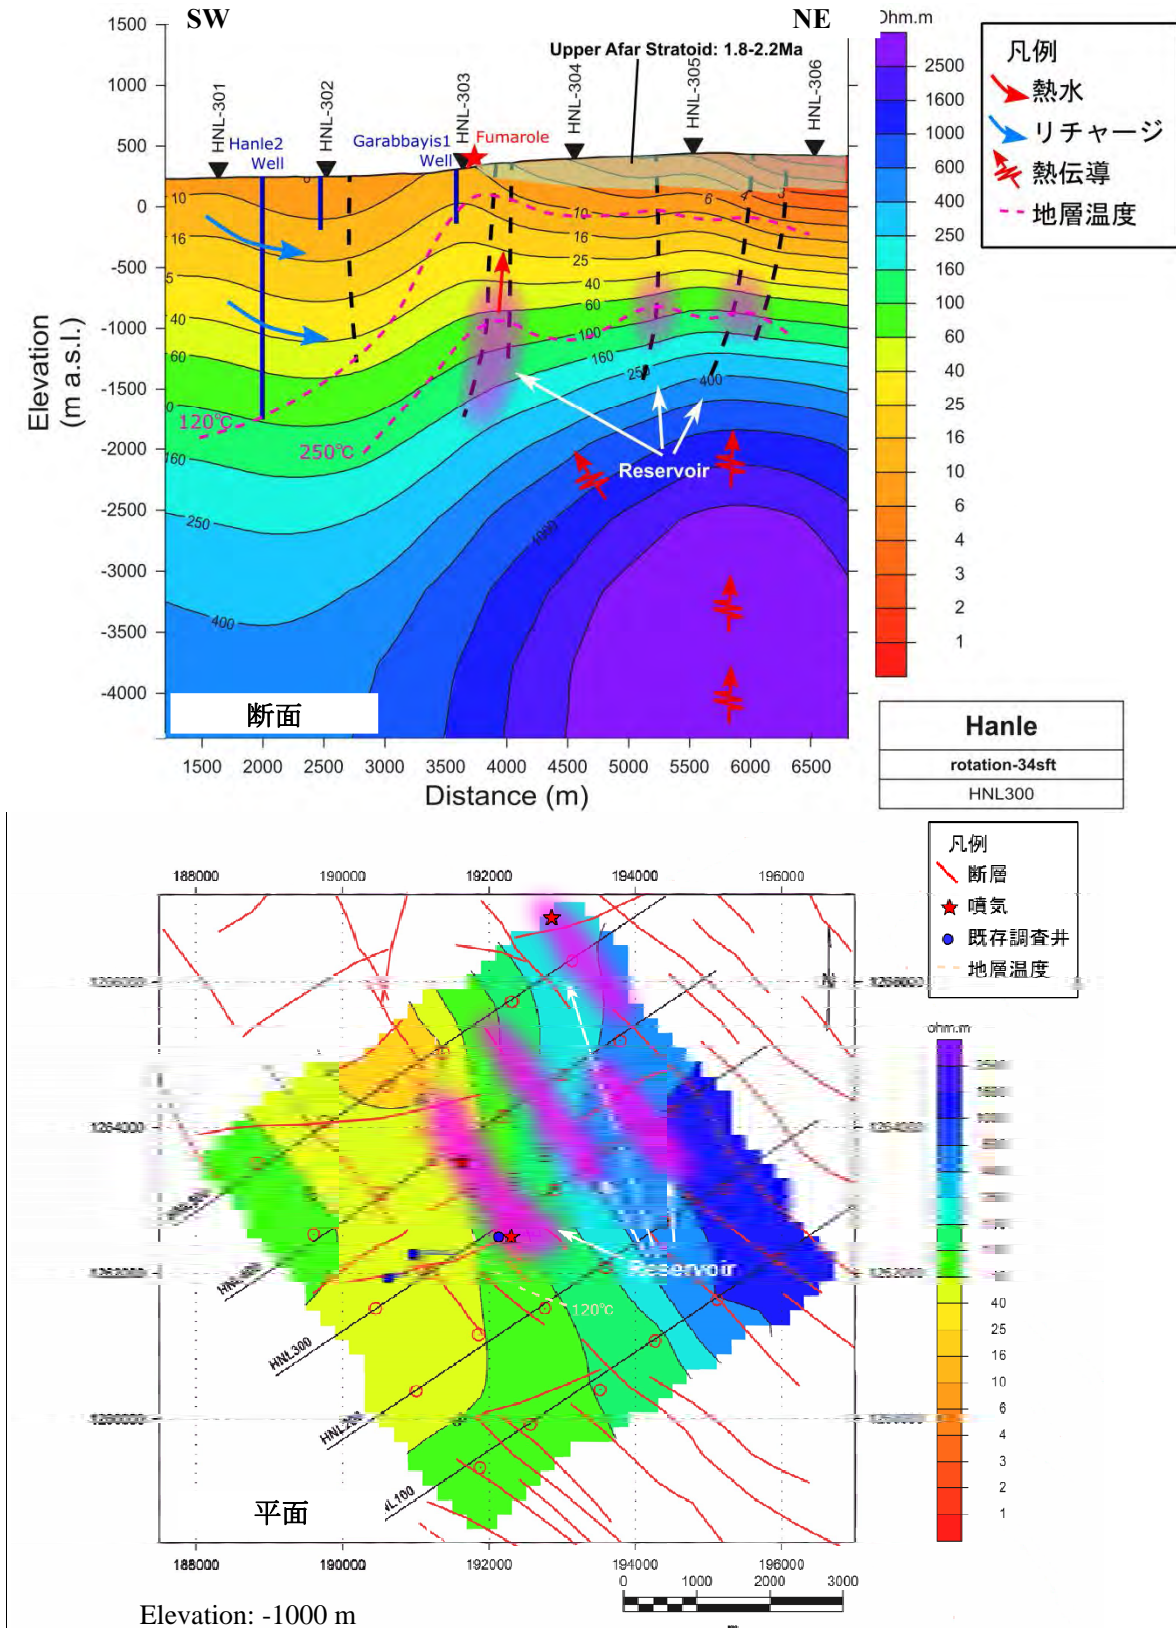 SW
NE
Ohm.m
Upper Afar Stratoid: 1.8-2.2Ma
1500
1000
500
0
-500
-1000
-1500
-2000
-2500
-3000
-3500
-4000
Elevation
(m a.s.l.)
HNL-301
HNL-302
HNL-303
HNL-304
HNL-305
HNL-306
Hanle2
Well
Garabbayis1
Well
Fumarole
10
16
40
60
160
250
400
6
4
3
10
16
25
40
60
100
160
250
400
1000
120℃
250℃
Reservoir
断面
1500
2000
2500
3000
3500
4000
4500
5000
5500
6000
6500
Distance (m)
2500
1600
1000
600
400
250
160
100
60
40
25
16
10
6
4
3
2
1
凡例
熱水
リチャージ
熱伝導
地層温度
Hanle
rotation-34sft
HNL300
188000
190000
192000
194000
196000
凡例
断層
噴気
既存調査井
地層温度
ohm.m
1264000
HNL300
HNL100
Reservoir
120℃
40
25
16
10
6
4
3
2
1
平面
188000
190000
192000
194000
196000
0
1000
2000
3000
Elevation: -1000 m